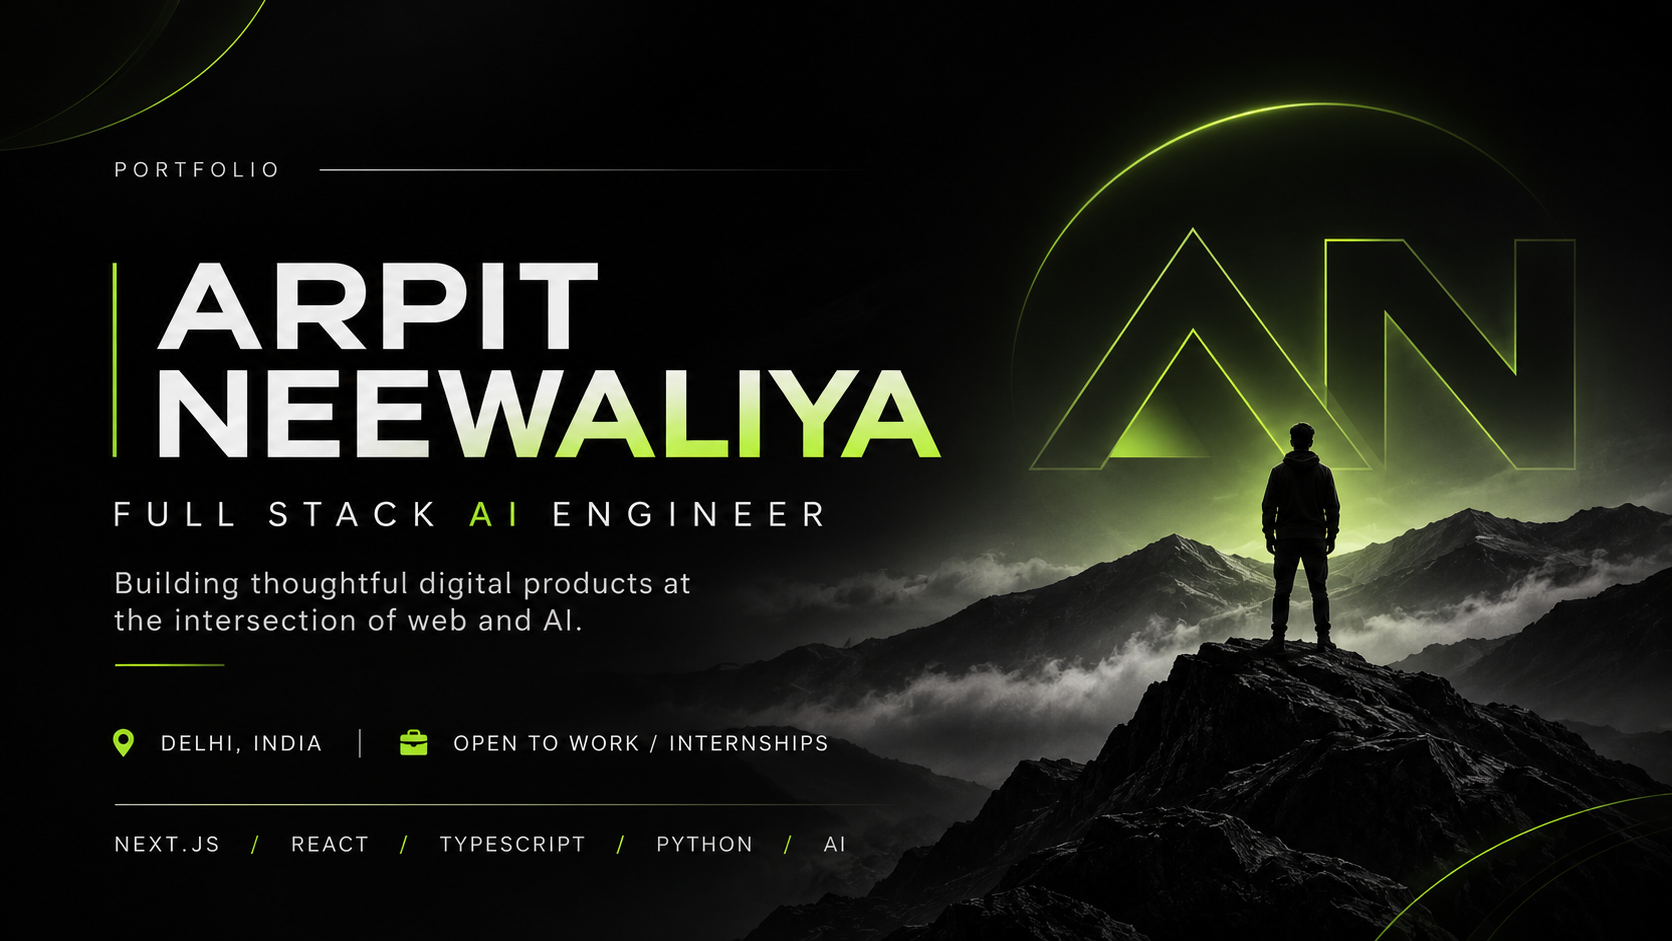 PORTFOLIO
ARPIT
NEEWALIYA
FULL STACK AI ENGINEER
Building thoughtful digital products at
the intersection of web and AI.
DELHI, INDIA | OPEN TO WORK / INTERNSHIPS
NEXT.JS / REACT / TYPESCRIPT / PYTHON / AI
AN